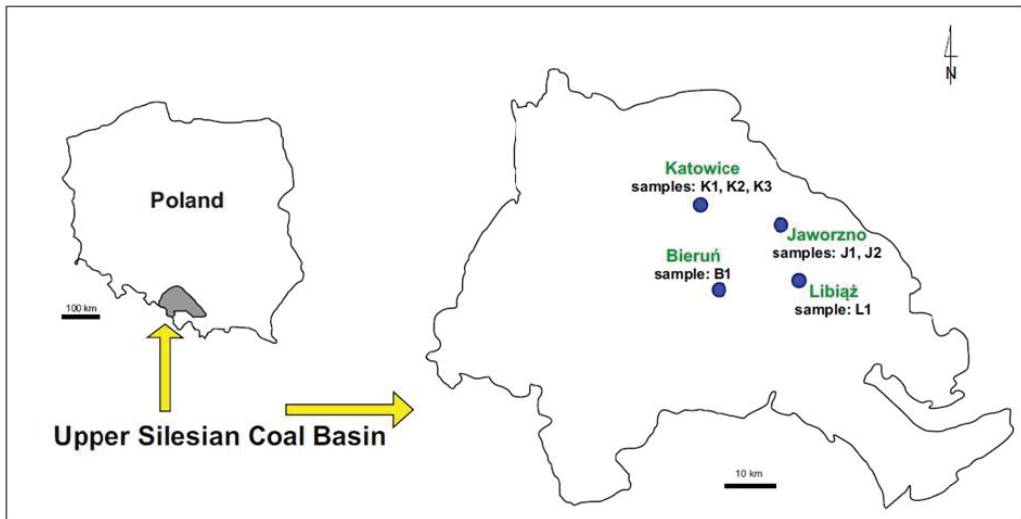 Poland
100 km
Upper Silesian Coal Basin
N
Katowice
samples: K1, K2, K3
Jaworzno
samples: J1, J2
Bieruń
sample: B1
Libiąż
sample: L1
10 km